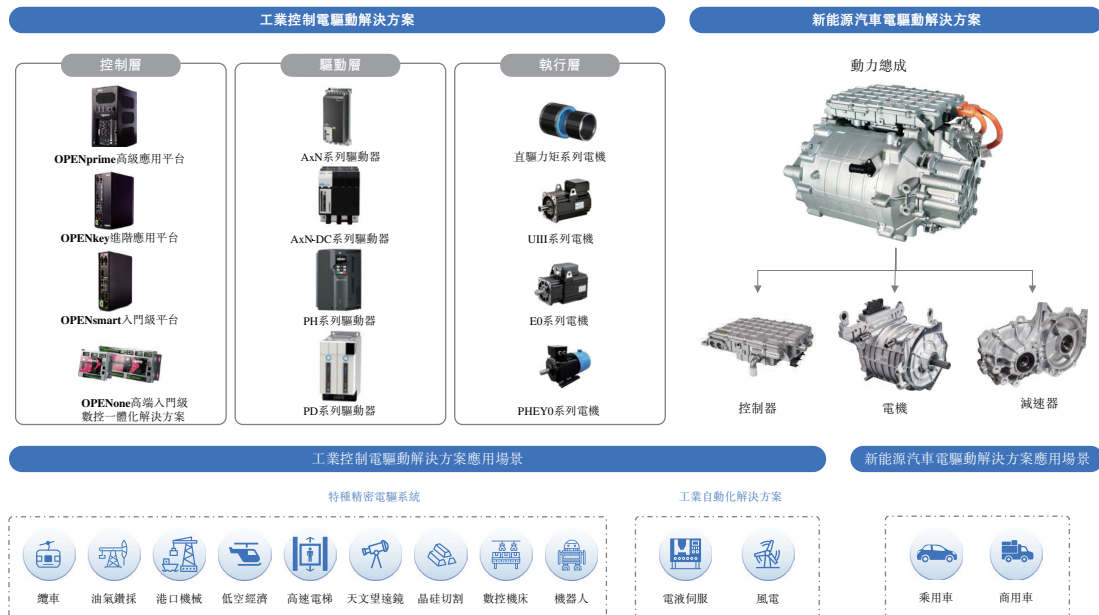 工業控制電驅動解決方案
新能源汽車電驅動解決方案
控制層
OPENprime高級應用平台
OPENkey進階應用平台
OPENsmart入門級平台
OPENone高端入門級
數控一體化解決方案
驅動層
AxN系列驅動器
AxN-DC系列驅動器
PH系列驅動器
PD系列驅動器
執行層
直驅力矩系列電機
UIII系列電機
E0系列電機
PHEY0系列電機
動力總成
控制器
電機
減速器
工業控制電驅動解決方案應用場景
新能源汽車電驅動解決方案應用場景
特種精密電驅系統
纜車
油氣鑽採
港口機械
低空經濟
高速電梯
天文望遠鏡
晶硅切割
數控機床
機器人
工業自動化解決方案
電液伺服
風電
乘用車
商用車